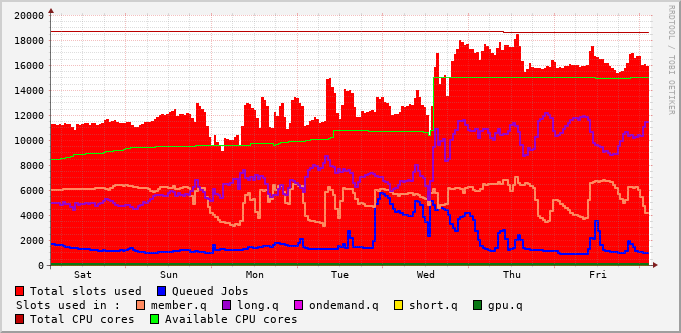 20000
18000
16000
14000
12000
10000
8000
6000
4000
2000
0
Sat Sun Mon Tue Wed Thu Fri
Total slots used Queued Jobs
Slots used in : member.q long.q ondemand.q short.q gpu.q
Total CPU cores Available CPU cores
RRDTOOL / TOBI OETIKER